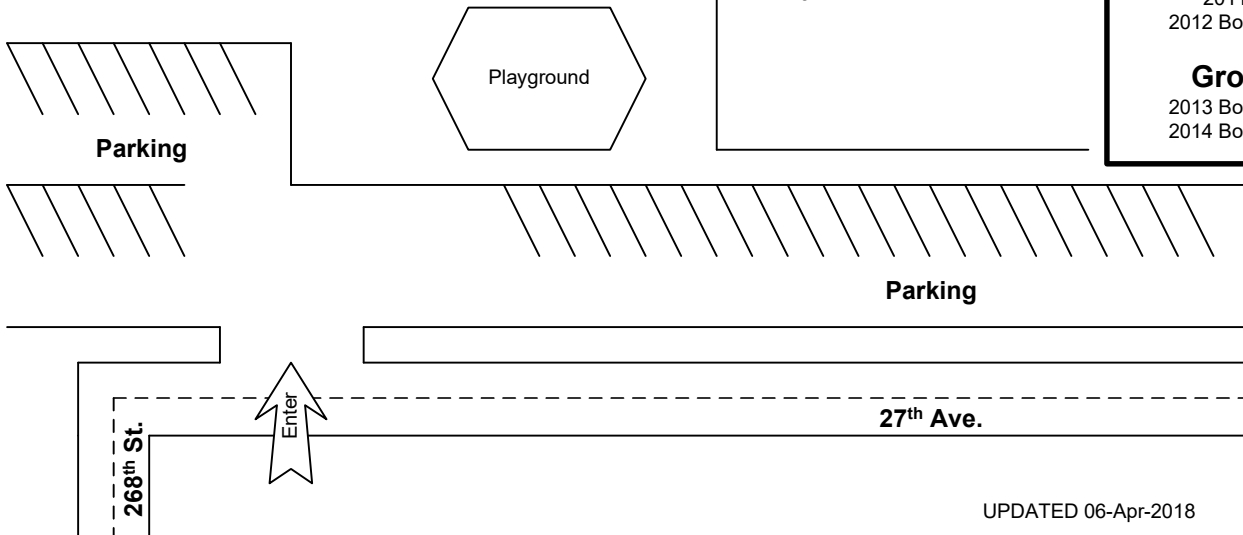 2012 Bo
Playground
Gro
2013 Bo
2014 Bo
Parking
Parking
Enter
27th Ave.
268th St.
UPDATED 06-Apr-2018